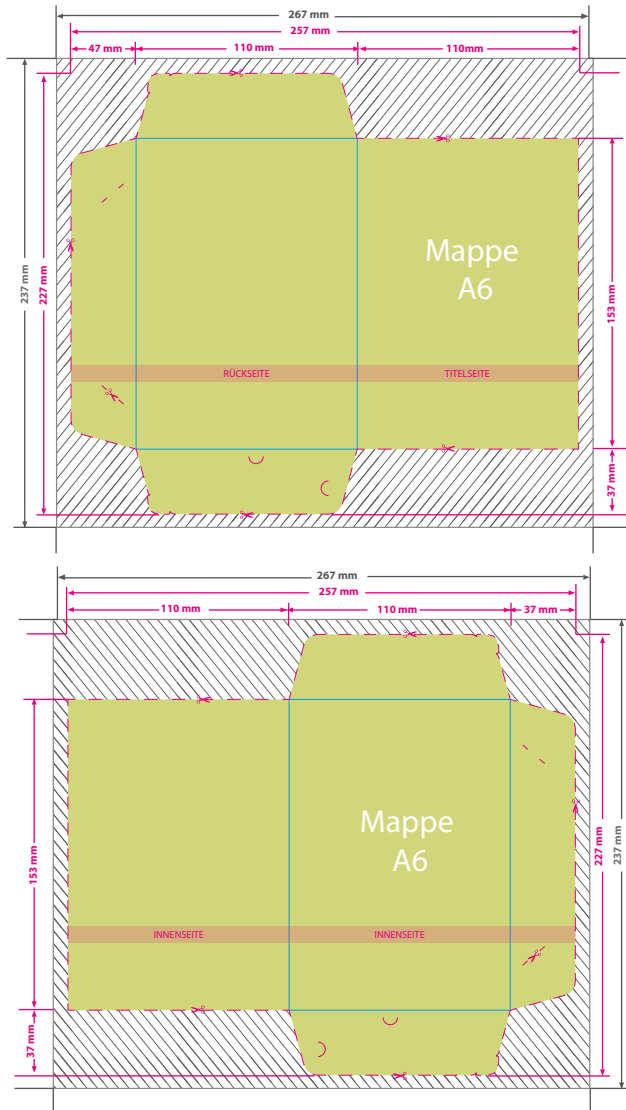 267 mm
257 mm
47 mm
110 mm
110mm
237 mm
227 mm
Mappe
A6
153 mm
RÜCKSEITE
TITELSEITE
37 mm
267 mm
257 mm
110 mm
110 mm
37 mm
153 mm
Mappe
A6
227 mm
237 mm
INNENSEITE
INNENSEITE
37 mm